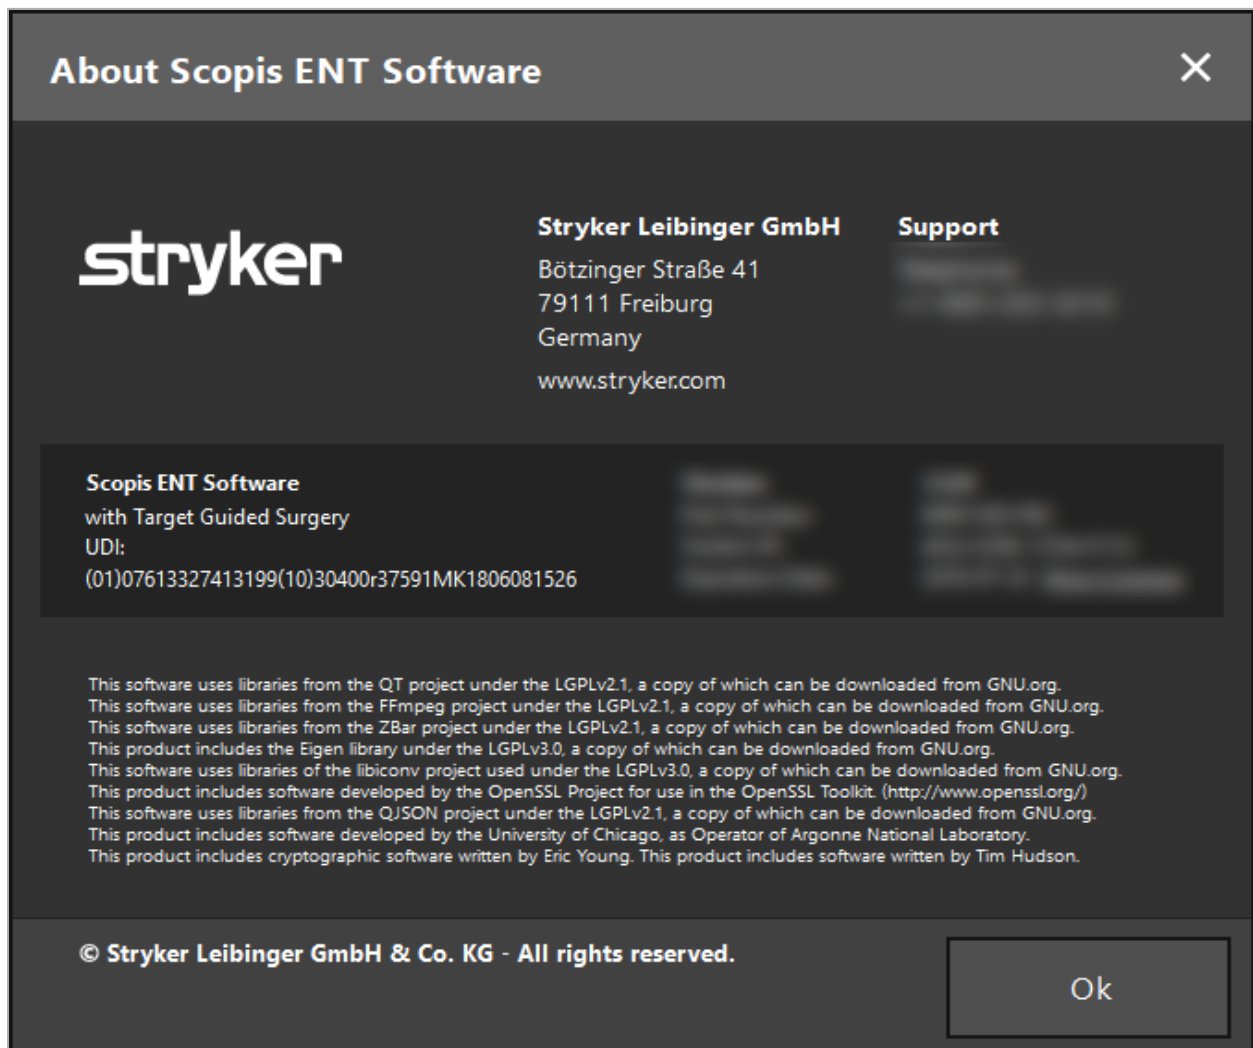 About Scopis ENT Software
stryker
Stryker Leibinger GmbH
Bötzinger Straße 41
79111 Freiburg
Germany
www.stryker.com
Support
Scopis ENT Software
with Target Guided Surgery
UDI:
(01)07613327413199(10)30400r37591MK1806081526
This software uses libraries from the QT project under the LGPLv2.1, a copy of which can be downloaded from GNU.org.
This software uses libraries from the FFmpeg project under the LGPLv2.1, a copy of which can be downloaded from GNU.org.
This software uses libraries from the ZBar project under the LGPLv2.1, a copy of which can be downloaded from GNU.org.
This product includes the Eigen library under the LGPLv3.0, a copy of which can be downloaded from GNU.org.
This software uses libraries of the libiconv project used under the LGPLv3.0, a copy of which can be downloaded from GNU.org.
This product includes software developed by the OpenSSL Project for use in the OpenSSL Toolkit. (http://www.openssl.org/)
This software uses libraries from the QJSON project under the LGPLv2.1, a copy of which can be downloaded from GNU.org.
This product includes software developed by the University of Chicago, as Operator of Argonne National Laboratory.
This product includes cryptographic software written by Eric Young. This product includes software written by Tim Hudson.
© Stryker Leibinger GmbH & Co. KG - All rights reserved.
Ok